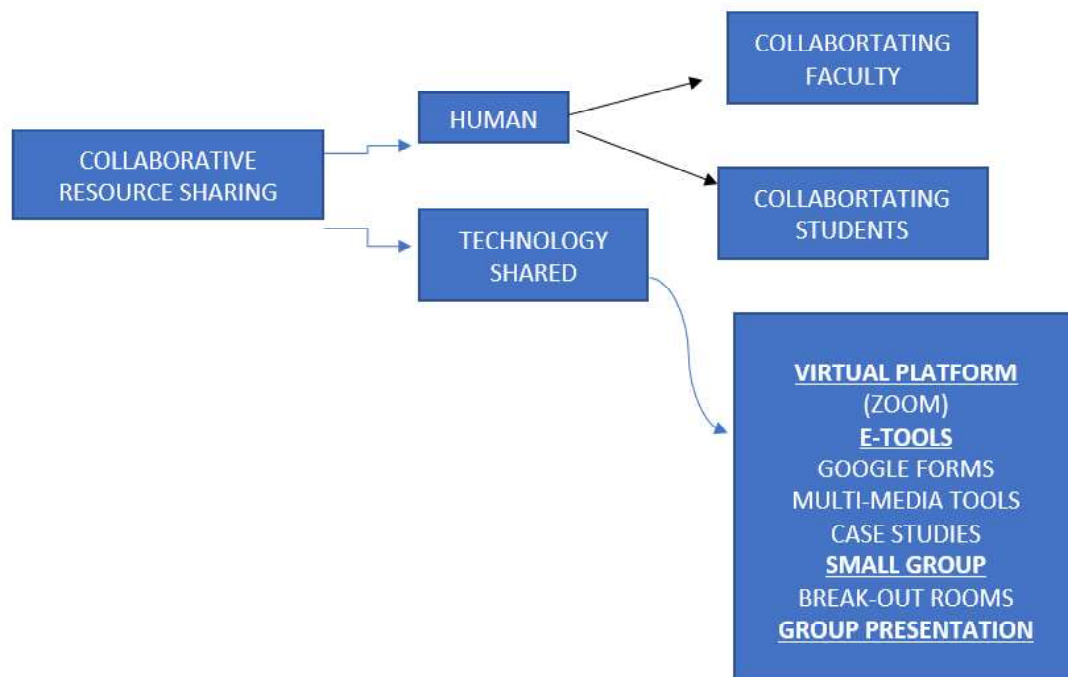 COLLABORATIVE
RESOURCE SHARING
HUMAN
TECHNOLOGY
SHARED
COLLABORTATING
FACULTY
COLLABORTATING
STUDENTS
VIRTUAL PLATFORM
(ZOOM)
E-TOOLS
GOOGLE FORMS
MULTI-MEDIA TOOLS
CASE STUDIES
SMALL GROUP
BREAK-OUT ROOMS
GROUP PRESENTATION